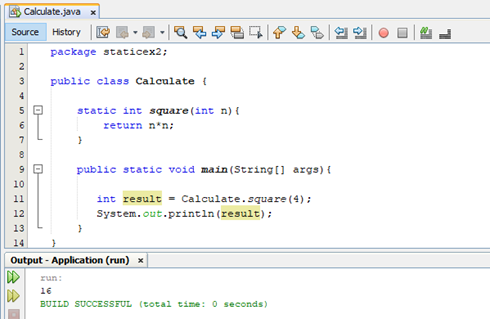 Calculate.java ×
Source History
1 package staticex2;
2
3 public class Calculate {
4
5 static int square(int n){
6 return n*n;
7 }
8
9 public static void main(String[] args){
10
11 int result = Calculate.square(4);
12 System.out.println(result);
13 }
14 }
Output - Application (run) ×
run:
16
BUILD SUCCESSFUL (total time: 0 seconds)